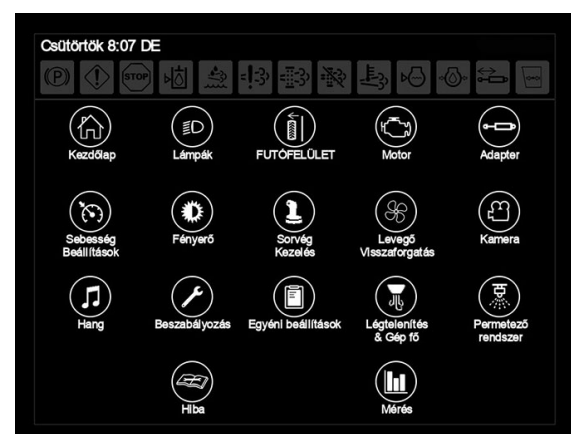 Csütörtök 8:07 DE
(P) STOP
Kezdőlap Lámpák FUTÓFELÜLET Motor Adapter
Sebesség Fényerő Sorvég Levegő Kamera
Beállítások Kezelés Visszaforgatás
Hang Beszabályozás Egyéni beállítások Légtelenítés Permetező
& Gép fő rendszer
Hiba Mérés